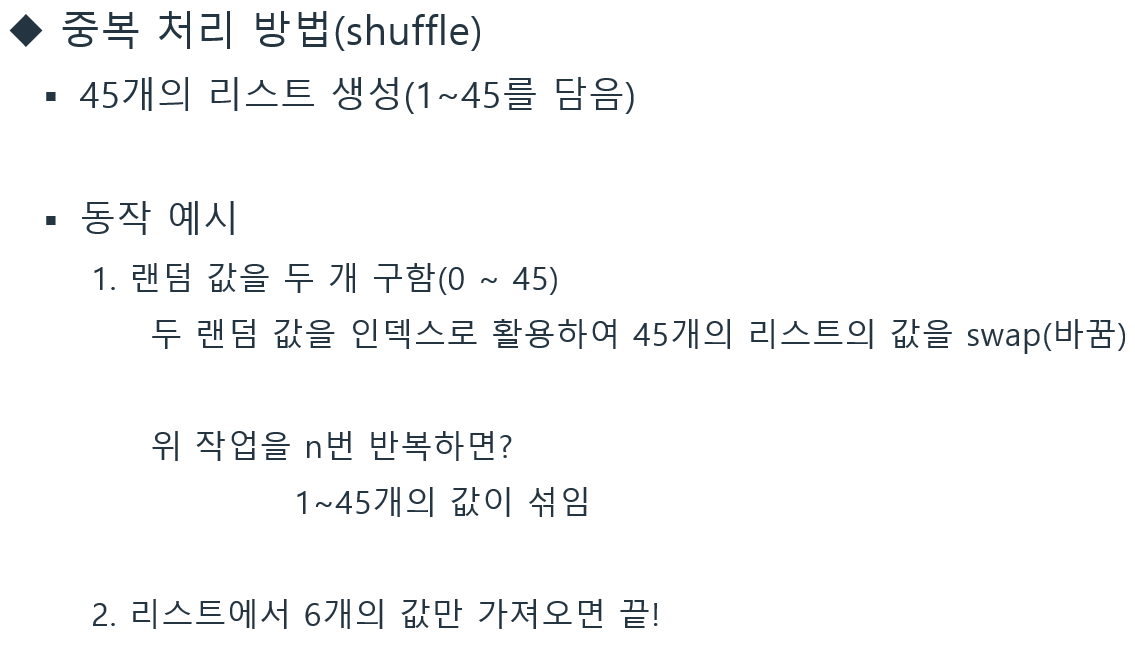 ◆ 중복 처리 방법(shuffle)
▪ 45개의 리스트 생성(1~45를 담음)
▪ 동작 예시
1. 랜덤 값을 두 개 구함(0 ~ 45)
두 랜덤 값을 인덱스로 활용하여 45개의 리스트의 값을 swap(바꿈)
위 작업을 n번 반복하면?
1~45개의 값이 섞임
2. 리스트에서 6개의 값만 가져오면 끝!